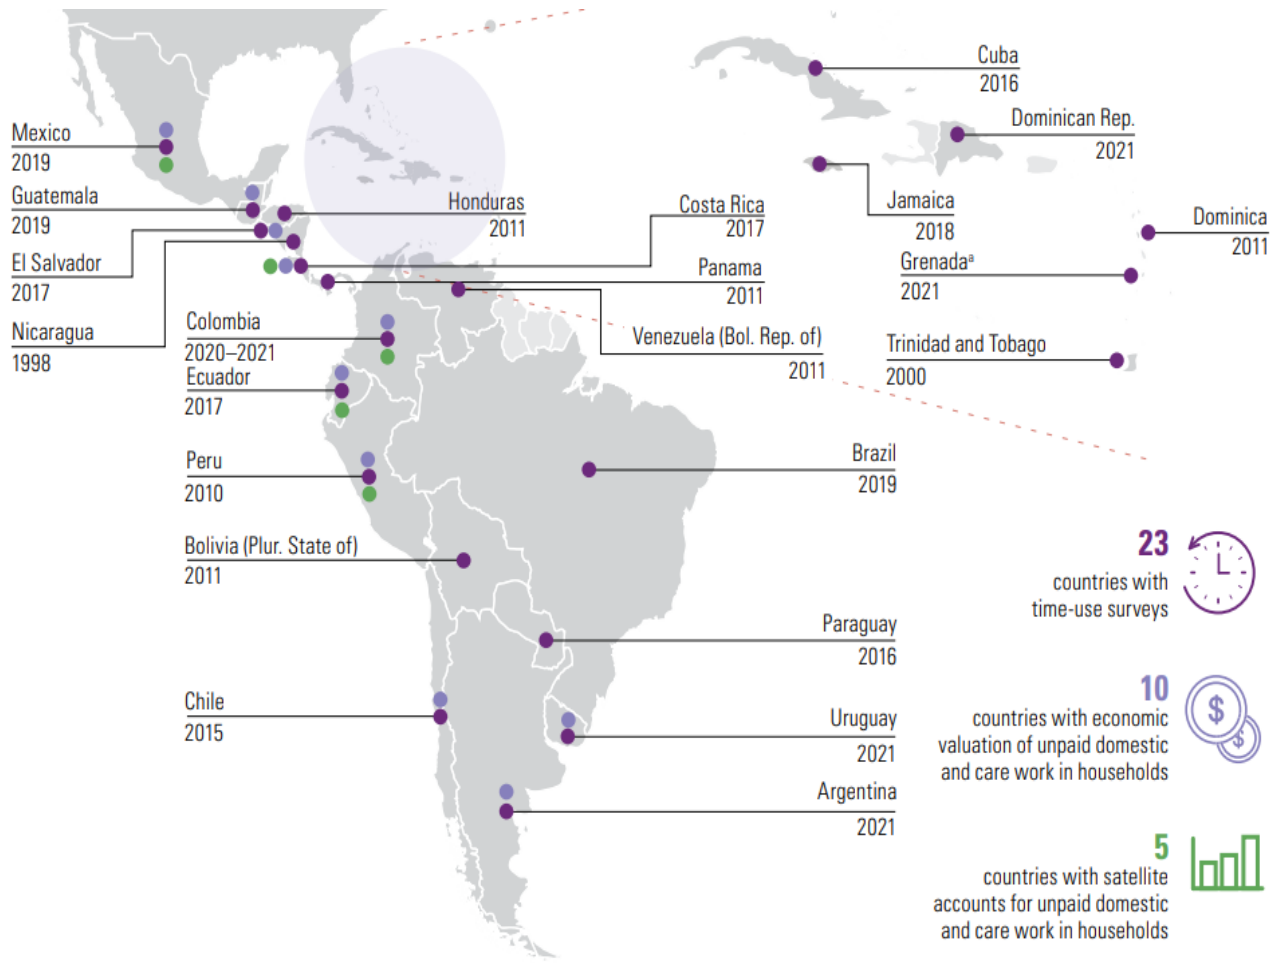 Cuba
2016
Dominican Rep.
2021
Mexico
2019
Guatemala
2019
Honduras
2011
Costa Rica
2017
Jamaica
2018
Dominica
2011
El Salvador
2017
Panama
2011
Grenadaª
2021
Nicaragua
1998
Colombia
2020–2021
Venezuela (Bol. Rep. of)
2011
Trinidad and Tobago
2000
Ecuador
2017
Peru
2010
Brazil
2019
Bolivia (Plur. State of)
2011
23
countries with
time-use surveys
Paraguay
2016
Chile
2015
Uruguay
2021
10
countries with economic
valuation of unpaid domestic
and care work in households
$
$
Argentina
2021
5
countries with satellite
accounts for unpaid domestic
and care work in households